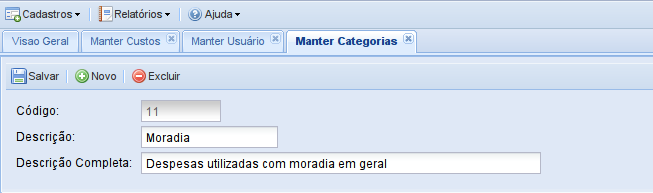 Cadastros Relatórios Ajuda
Visao Geral Manter Custos Manter Usuário Manter Categorias
Salvar Novo Excluir
Código: 11
Descrição: Moradia
Descrição Completa: Despesas utilizadas com moradia em geral